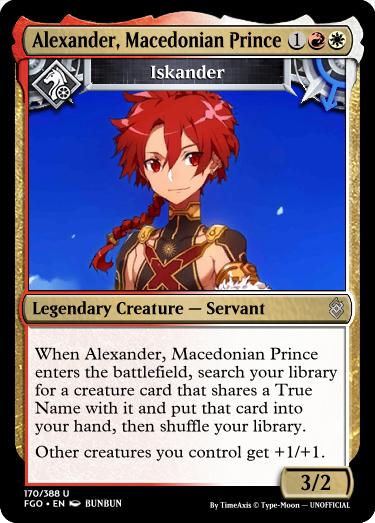 Alexander, Macedonian Prince 1
Iskander
Legendary Creature — Servant
When Alexander, Macedonian Prince
enters the battlefield, search your library
for a creature card that shares a True
Name with it and put that card into
your hand, then shuffle your library.
Other creatures you control get +1/+1.
3/2
170/388 U
FGO • EN BUNBUN
By TimeAxis © Type-Moon — UNOFFICIAL